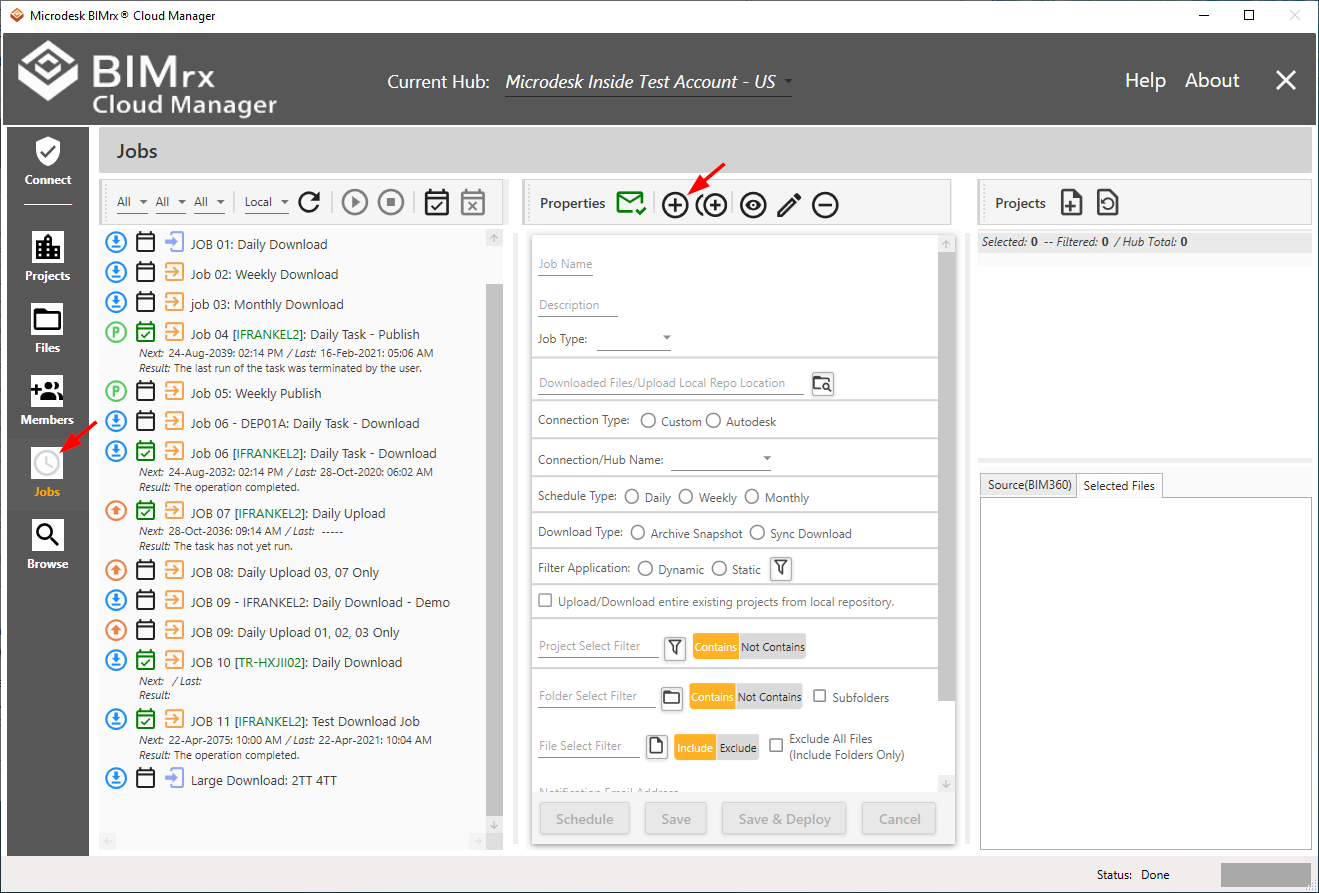 Microdesk BIMrx® Cloud Manager
BIMrx
Cloud Manager
Current Hub: Microdesk Inside Test Account - US
Help About
Connect
Projects
Files
Members
Jobs
Browse
Jobs
All All All Local
JOB 01: Daily Download
Job 02: Weekly Download
job 03: Monthly Download
Job 04 [IFRANKEL2]: Daily Task - Publish
Next: 24-Aug-2039: 02:14 PM / Last: 16-Feb-2021: 05:06 AM
Result: The last run of the task was terminated by the user.
Job 05: Weekly Publish
Job 06 - DEP01A: Daily Task - Download
Job 06 [IFRANKEL2]: Daily Task - Download
Next: 24-Aug-2032: 02:14 PM / Last: 28-Oct-2020: 06:02 AM
Result: The operation completed.
JOB 07 [IFRANKEL2]: Daily Upload
Next: 28-Oct-2036: 09:14 AM / Last: -----
Result: The task has not yet run.
JOB 08: Daily Upload 03, 07 Only
JOB 09 - IFRANKEL2: Daily Download - Demo
JOB 09: Daily Upload 01, 02, 03 Only
JOB 10 [TR-HXJII02]: Daily Download
Next: / Last:
Result:
JOB 11 [IFRANKEL2]: Test Download Job
Next: 22-Apr-2075: 10:00 AM / Last: 22-Apr-2021: 10:04 AM
Result: The operation completed.
Large Download: 2TT 4TT
Properties
Job Name
Description
Job Type:
Downloaded Files/Upload Local Repo Location
Connection Type: Custom Autodesk
Connection/Hub Name:
Schedule Type: Daily Weekly Monthly
Download Type: Archive Snapshot Sync Download
Filter Application: Dynamic Static
Upload/Download entire existing projects from local repository.
Project Select Filter Contains Not Contains
Folder Select Filter Contains Not Contains Subfolders
File Select Filter Include Exclude Exclude All Files
(Include Folders Only)
Notification Email Address
Schedule Save Save & Deploy Cancel
Projects
Selected: 0 -- Filtered: 0 / Hub Total: 0
Source(BIM360) Selected Files
Status: Done